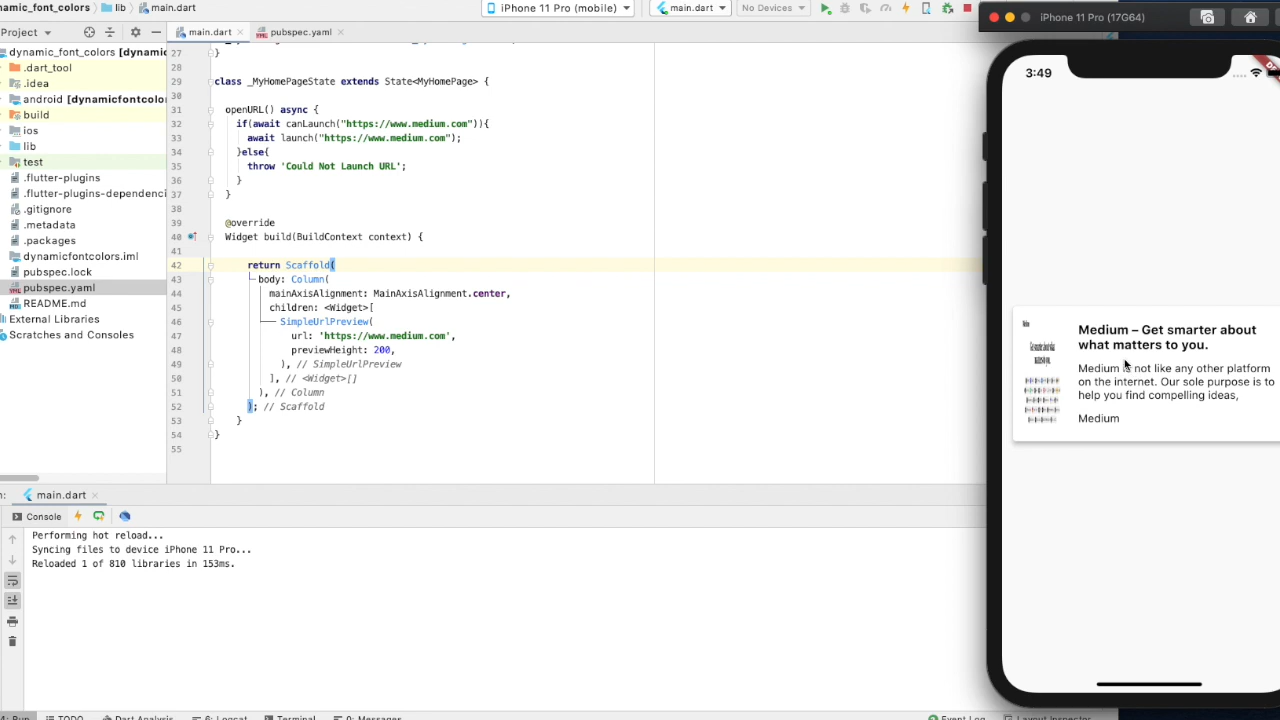 namic_font_colors
lib
main.dart
iPhone 11 Pro (mobile)
main.dart
No Devices
iPhone 11 Pro (17G64)
Project
main.dart
pubspec.yaml
dynamic_font_colors [dynamic
.dart_tool
.idea
android [dynamicfontcolor
build
ios
lib
test
.flutter-plugins
.flutter-plugins-dependenci
.gitignore
.metadata
.packages
dynamicfontcolors.iml
pubspec.lock
pubspec.yaml
README.md
External Libraries
Scratches and Consoles
27 }
28
29 class _MyHomePageState extends State<MyHomePage> {
30
31 openURL() async {
32 if(await canLaunch("https://www.medium.com")){
33 await launch("https://www.medium.com");
34 }else{
35 throw 'Could Not Launch URL';
36 }
37 }
38
39 @override
40 Widget build(BuildContext context) {
41
42 return Scaffold(
43 body: Column(
44 mainAxisAlignment: MainAxisAlignment.center,
45 children: <Widget>[
46 SimpleUrlPreview(
47 url: 'https://www.medium.com',
48 previewHeight: 200,
49 ), // SimpleUrlPreview
50 ], // <Widget>[]
51 ), // Column
52 ); // Scaffold
53 }
54 }
55
3:49
Medium – Get smarter about
what matters to you.
Medium is not like any other platform
on the internet. Our sole purpose is to
help you find compelling ideas,
Medium
n: main.dart
Console
Performing hot reload...
Syncing files to device iPhone 11 Pro...
Reloaded 1 of 810 libraries in 153ms.
4: Run
TODO
Dart Analysis
6: Logcat
Terminal
0: Messages
Event Log
Layout Inspector